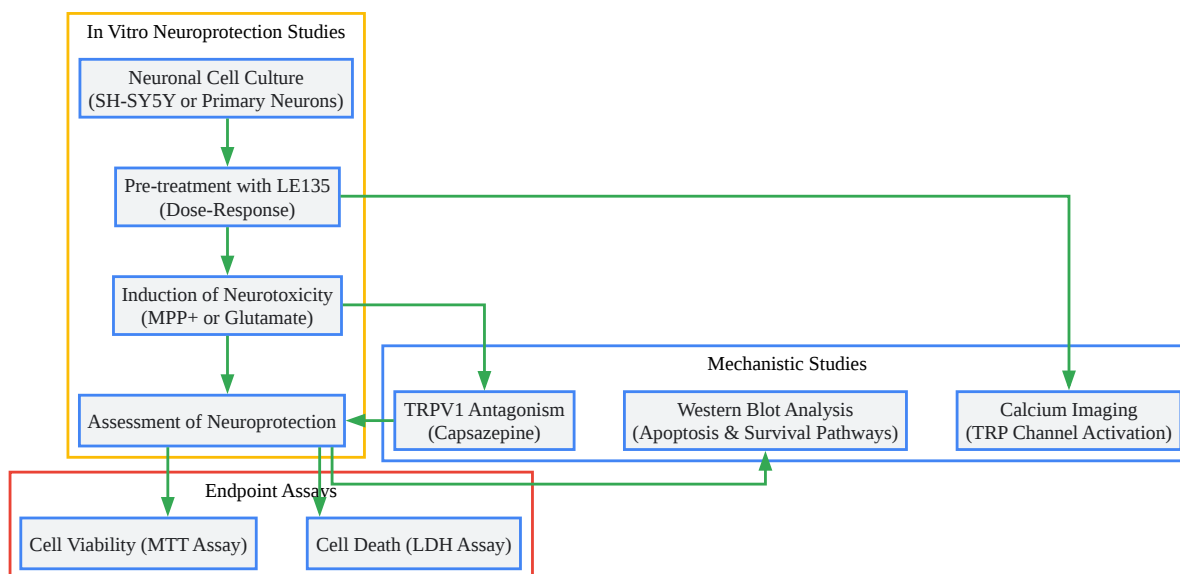 In Vitro Neuroprotection Studies
Neuronal Cell Culture
(SH-SY5Y or Primary Neurons)
Pre-treatment with LE135
(Dose-Response)
Induction of Neurotoxicity
(MPP+ or Glutamate)
Assessment of Neuroprotection
Mechanistic Studies
TRPV1 Antagonism
(Capsazepine)
Western Blot Analysis
(Apoptosis & Survival Pathways)
Calcium Imaging
(TRP Channel Activation)
Endpoint Assays
Cell Viability (MTT Assay)
Cell Death (LDH Assay)